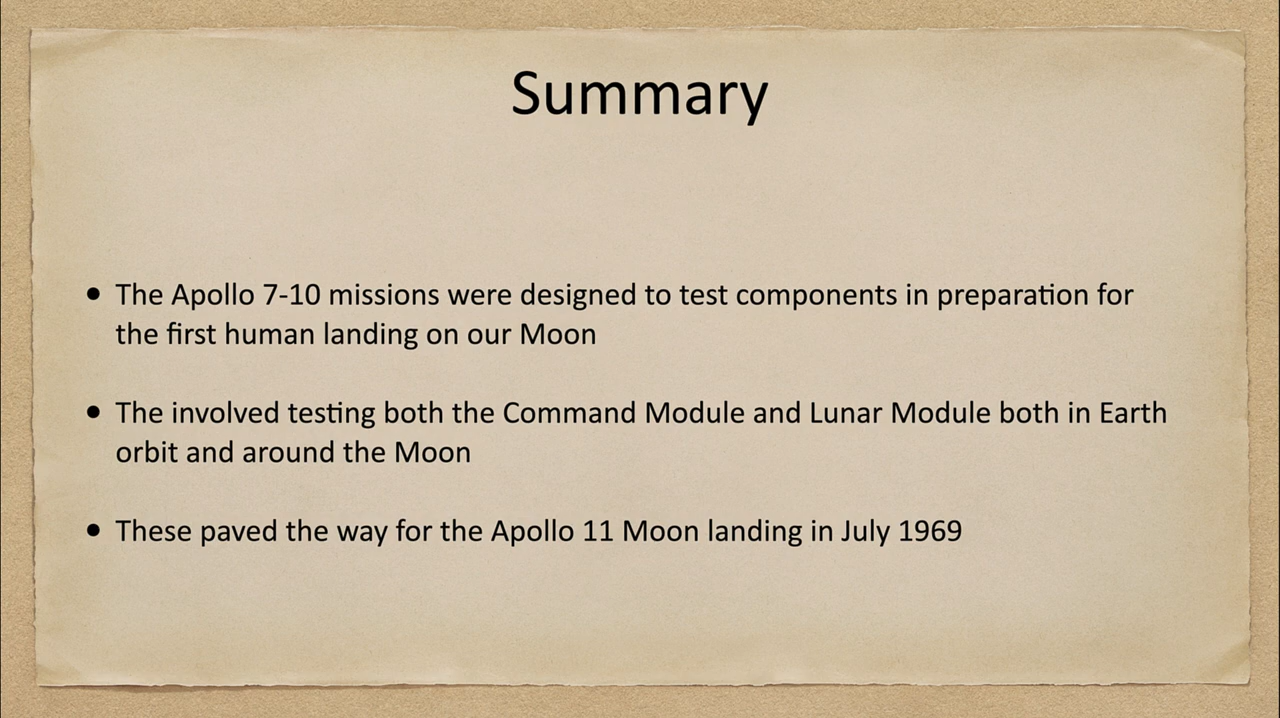 Summary
• The Apollo 7-10 missions were designed to test components in preparation for
the first human landing on our Moon
• The involved testing both the Command Module and Lunar Module both in Earth
orbit and around the Moon
• These paved the way for the Apollo 11 Moon landing in July 1969